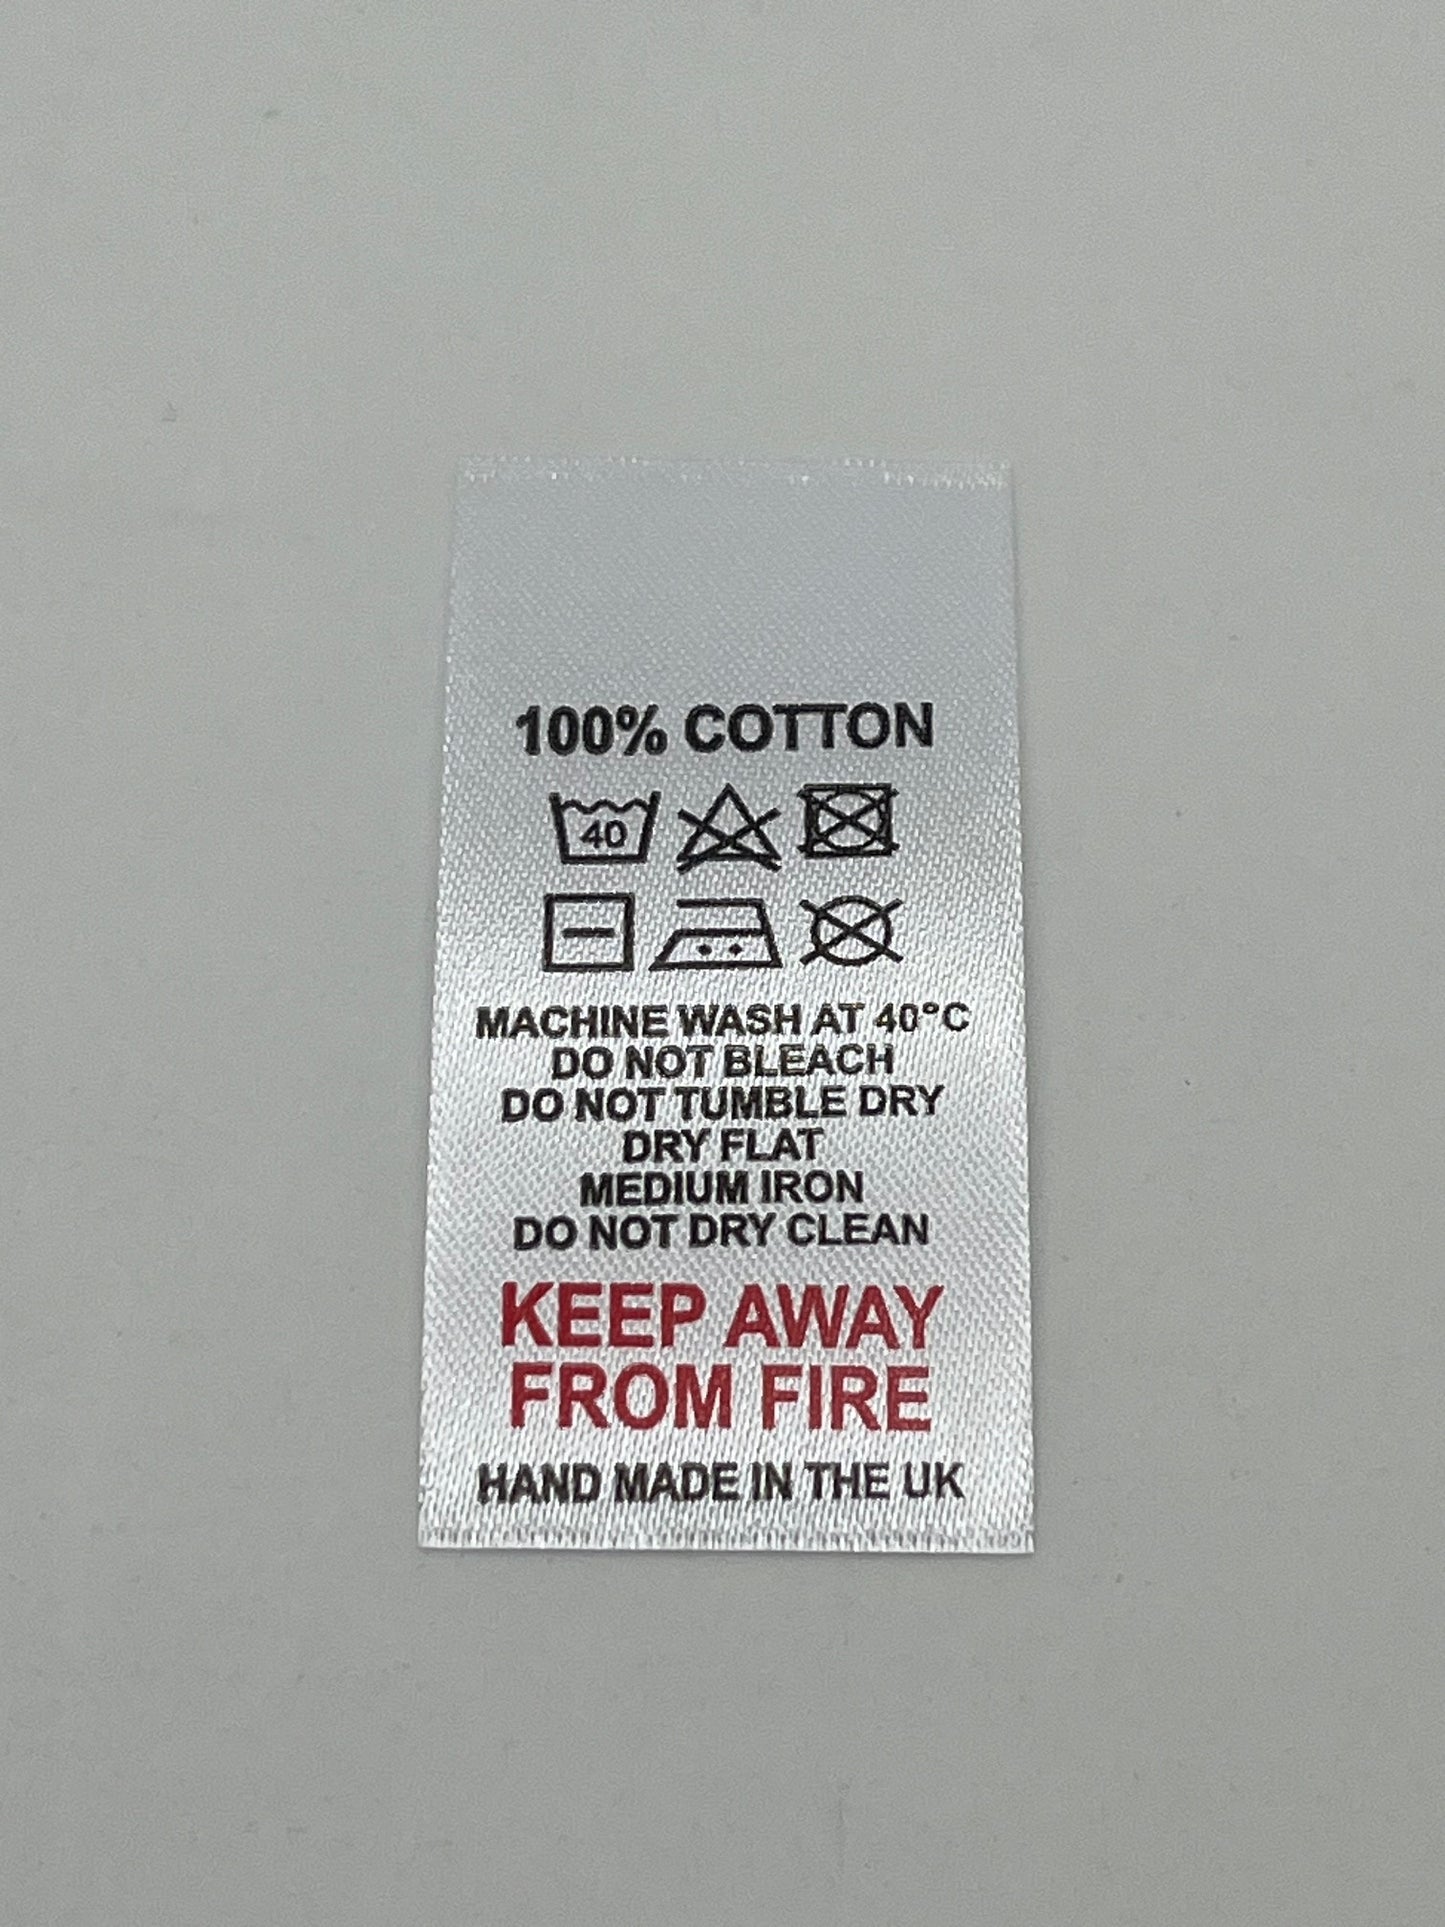 100% COTTON
40
MACHINE WASH AT 40°C
DO NOT BLEACH
DO NOT TUMBLE DRY
DRY FLAT
MEDIUM IRON
DO NOT DRY CLEAN
KEEP AWAY
FROM FIRE
HAND MADE IN THE UK